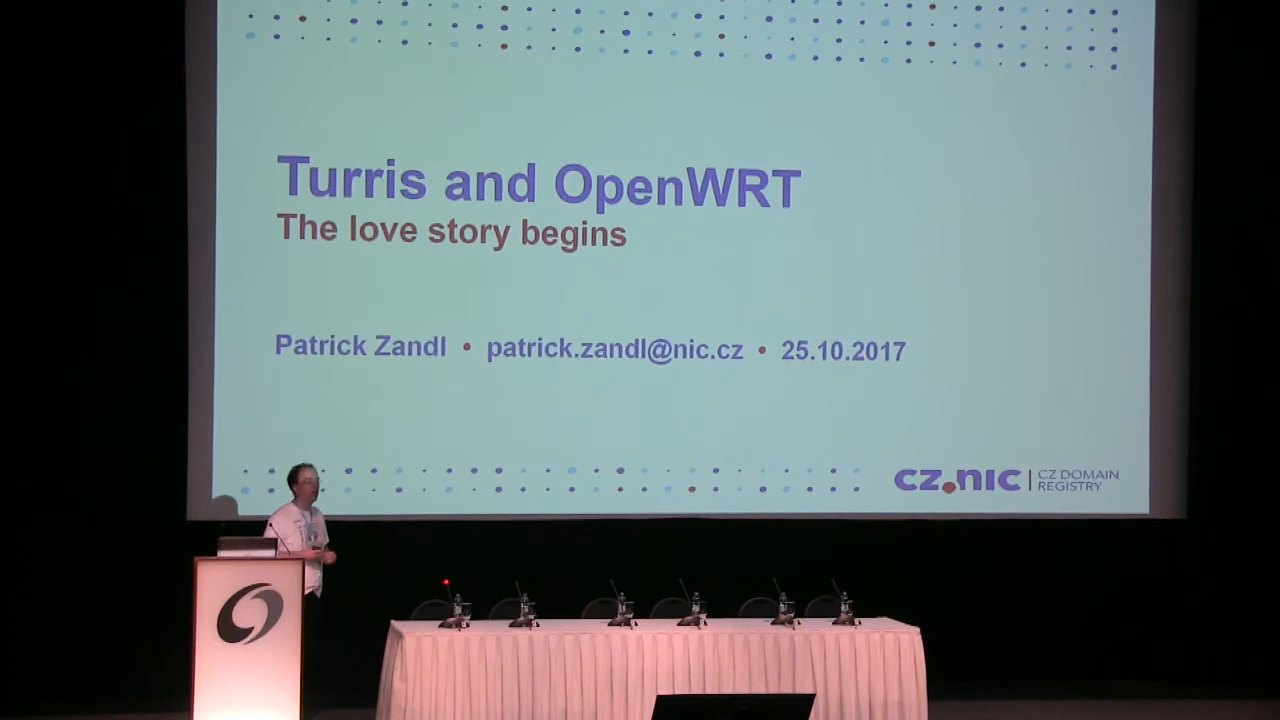 Turris and OpenWRT
The love story begins
Patrick Zandl • patrick.zandl@nic.cz • 25.10.2017
cz.nic | CZ DOMAIN
REGISTRY